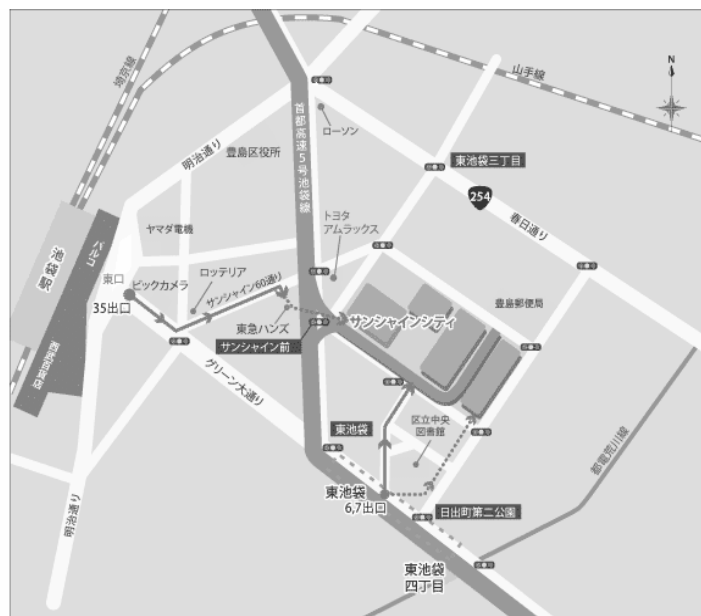 埼京線
山手線
N
明治通り
豊島区役所
首都高速5号池袋線
ローソン
東池袋三丁目
254
春日通り
池袋駅
パルコ
西武百貨店
東口
ヤマダ電機
ビックカメラ
35出口
ロッテリア
サンシャイン60通り
トヨタ
アムラックス
東急ハンズ
サンシャインシティ
サンシャイン前
豊島郵便局
グリーン大通り
東池袋
区立中央
図書館
都電荒川線
東池袋
6,7出口
日出町第二公園
明治通り
東池袋
四丁目